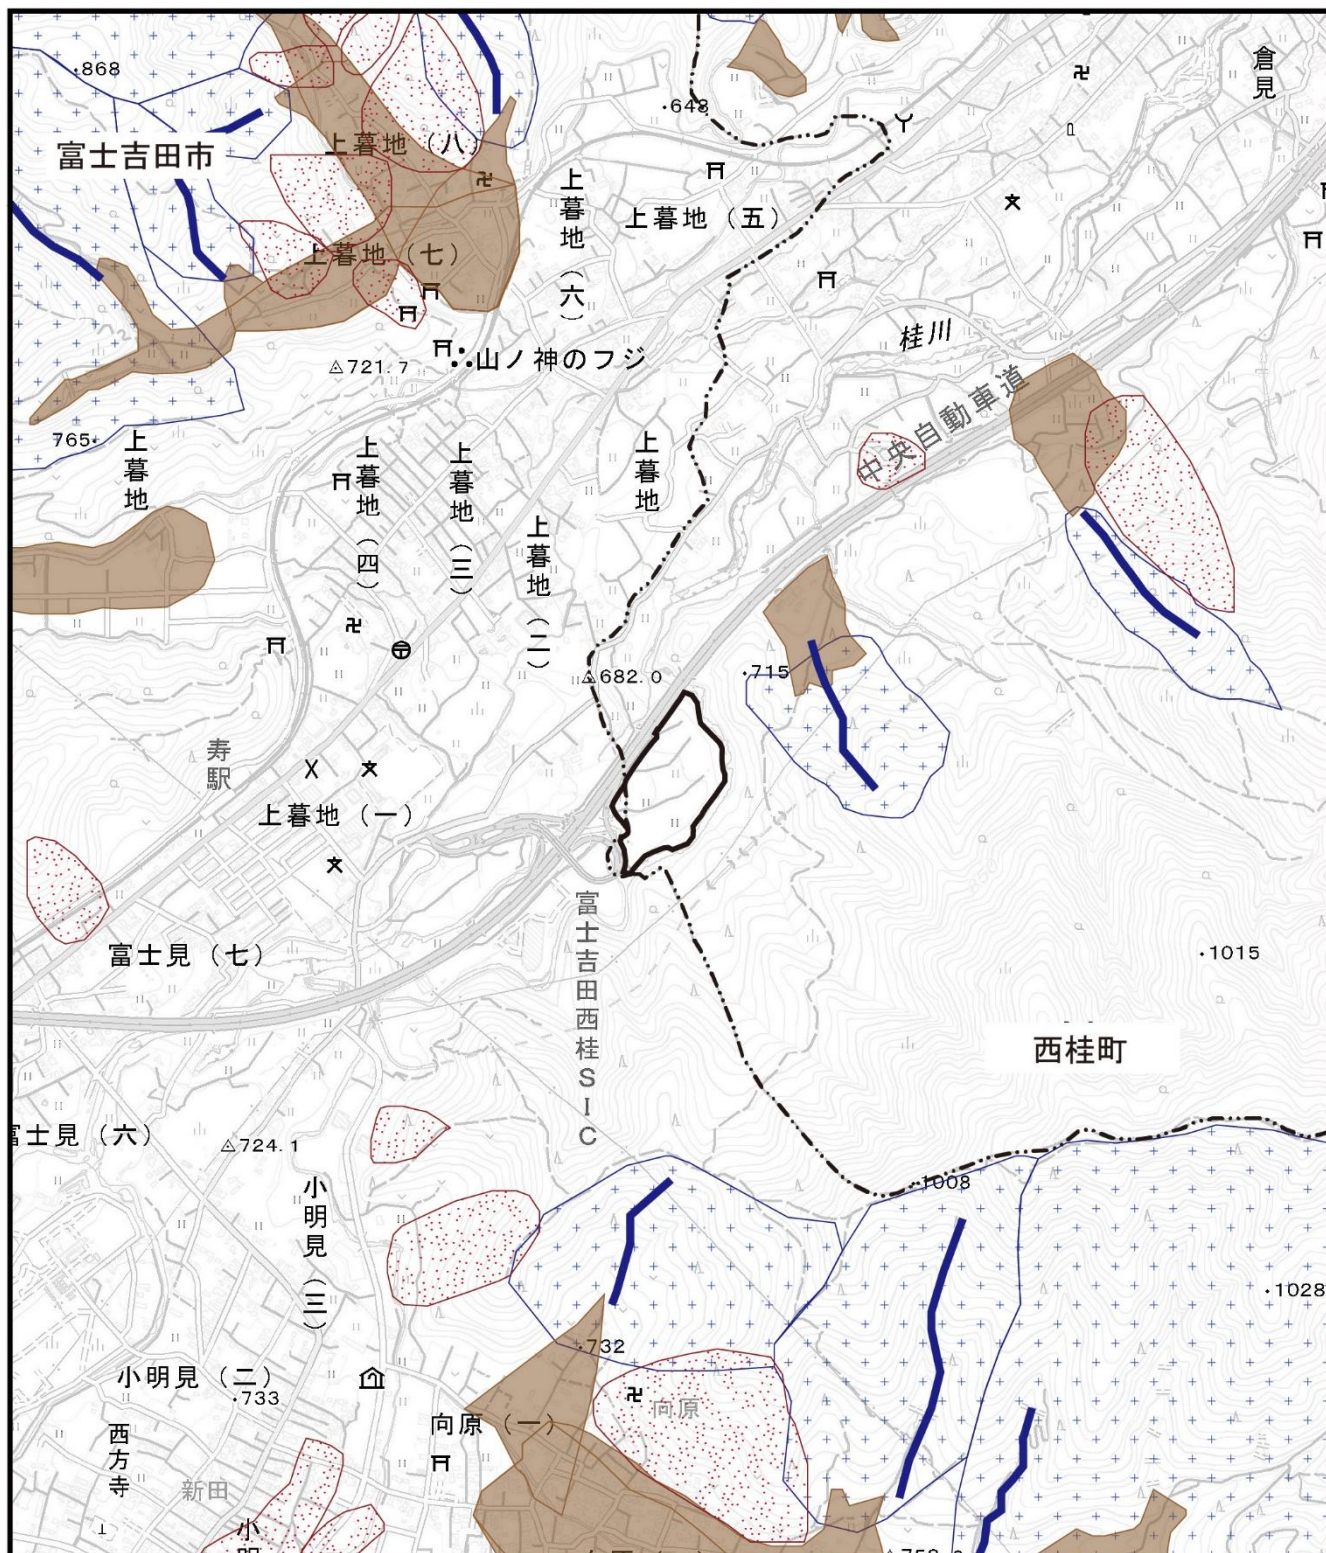 倉見
・868
・648
富士吉田市
上暮地（八）
上暮地（六）
上暮地（五）
上暮地（七）
桂川
山ノ神のフジ
721.7
中央自動車道
765・
上暮地
上暮地（四）
上暮地（三）
上暮地（二）
上暮地
682.0
・715
寿駅
上暮地（一）
富士見（七）
富士吉田西桂SIC
・1015
西桂町
富士見（六）
724.1
・1008
小明見（三）
・1028
・732
小明見（二）
・733
向原
向原（一）
西方寺
新田
小明